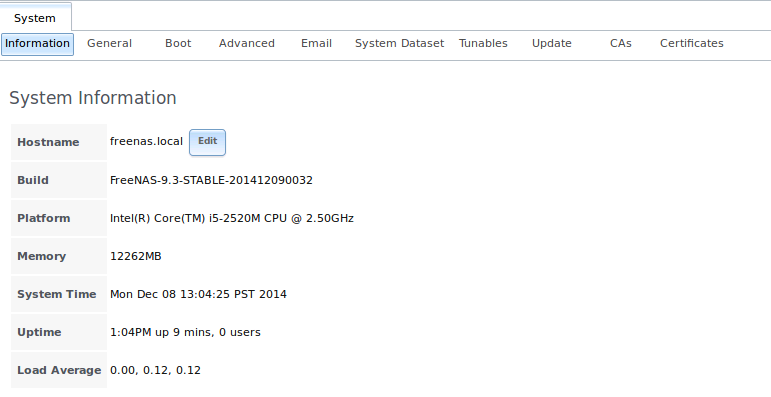 System
Information General Boot Advanced Email System Dataset Tunables Update CAs Certificates
System Information
Hostname freenas.local Edit
Build FreeNAS-9.3-STABLE-201412090032
Platform Intel(R) Core(TM) i5-2520M CPU @ 2.50GHz
Memory 12262MB
System Time Mon Dec 08 13:04:25 PST 2014
Uptime 1:04PM up 9 mins, 0 users
Load Average 0.00, 0.12, 0.12